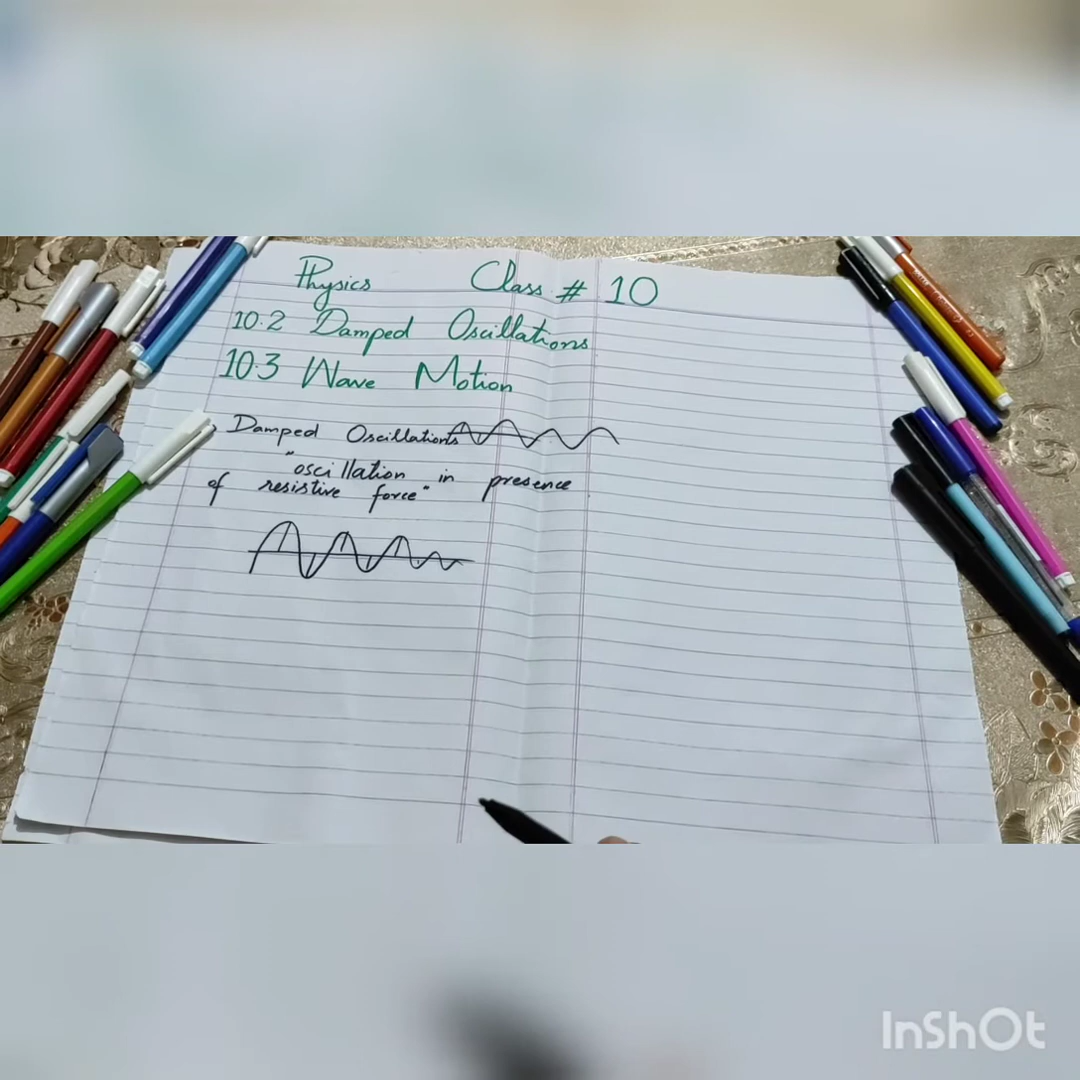 Physics Class # 10
10.2 Damped Oscillations
10.3 Wave Motion
Damped Oscillations
"oscillation in presence
of resistive force"
InShOt